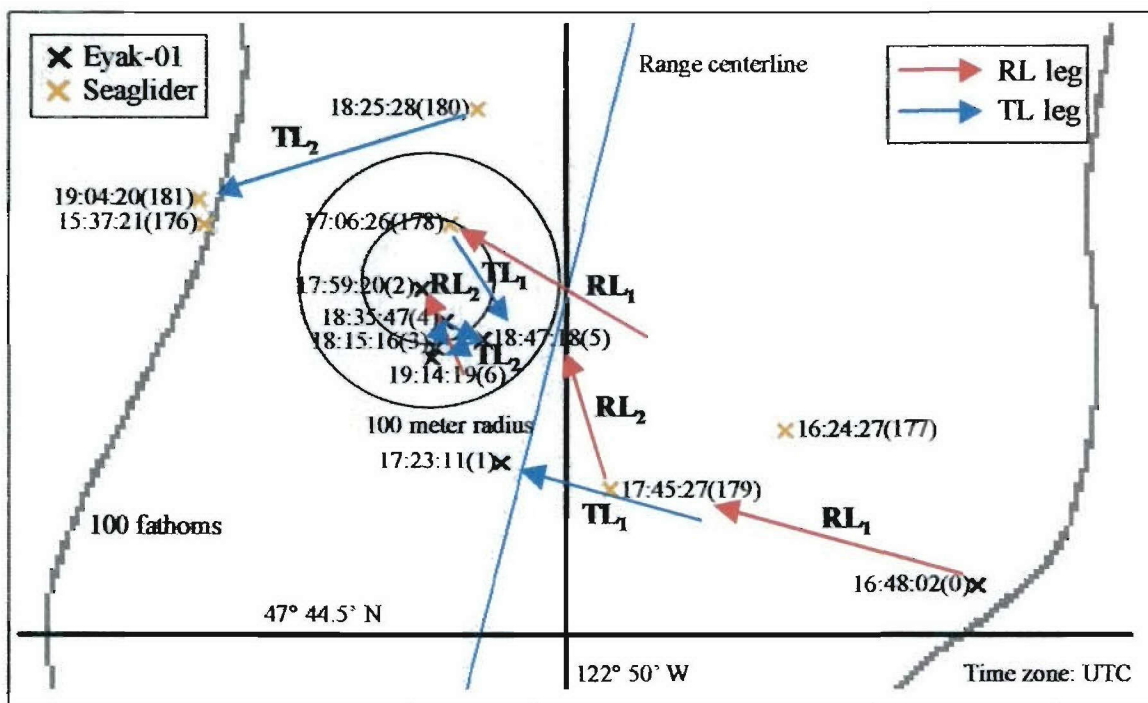 Eyak-01
Seaglider
Range centerline
RL leg
TL leg
18:25:28(180)
TL2
19:04:20(181)
15:37:21(176)
17:06:26(178)
TL1
17:59:20(2)
RL2
RL1
18:35:47(4)
18:15:16(3)
18:47:18(5)
TL2
19:14:19(6)
RL2
100 meter radius
16:24:27(177)
17:23:11(1)
17:45:27(179)
100 fathoms
TL1
RL1
16:48:02(0)
47° 44.5' N
122° 50' W
Time zone: UTC